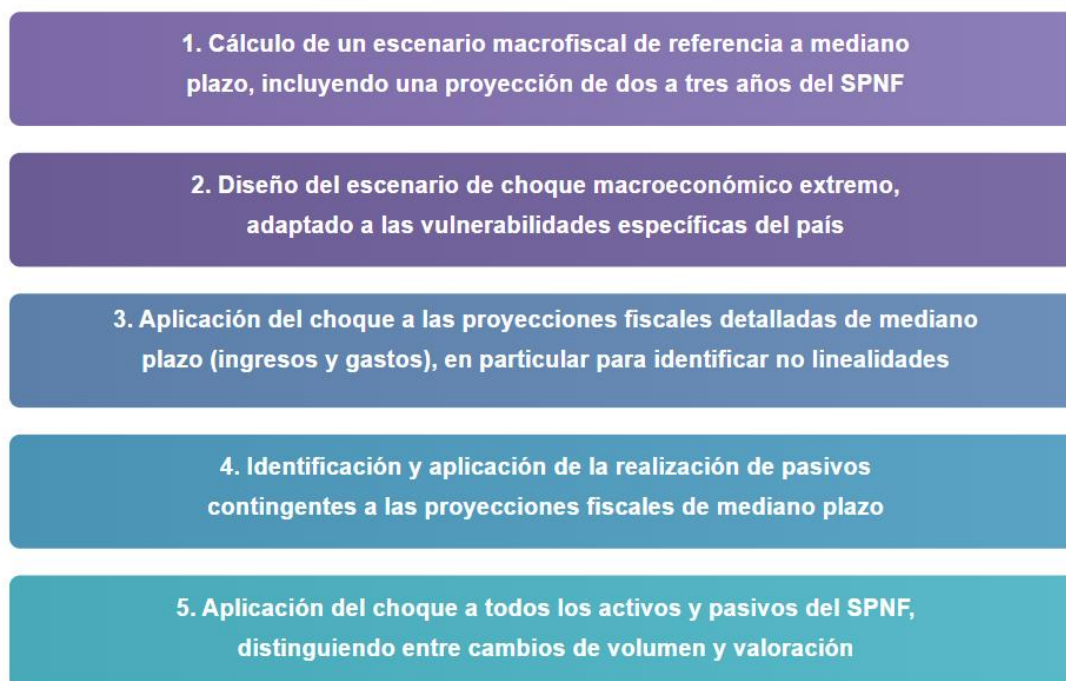 1. Cálculo de un escenario macrofiscal de referencia a mediano
plazo, incluyendo una proyección de dos a tres años del SPNF
2. Diseño del escenario de choque macroeconómico extremo,
adaptado a las vulnerabilidades específicas del país
3. Aplicación del choque a las proyecciones fiscales detalladas de mediano
plazo (ingresos y gastos), en particular para identificar no linealidades
4. Identificación y aplicación de la realización de pasivos
contingentes a las proyecciones fiscales de mediano plazo
5. Aplicación del choque a todos los activos y pasivos del SPNF,
distinguiendo entre cambios de volumen y valoración